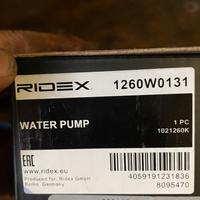 RIDEX 1260W0131
WATER PUMP
1 PC
1021260K
EAC
www.ridex.eu
Produced for: Ridex GmbH
Berlin, Germany
4059191231836
8095470